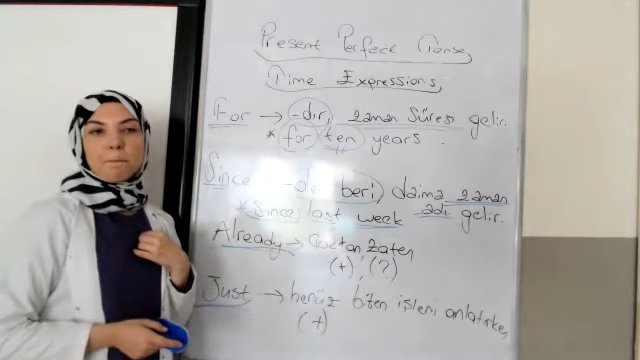 Present Perfect Tense
Time Expressions
For → -dır, zaman süresi gelir.
* for ten years...
Since -den beri, daima zaman
* Since last week adı gelir.
Already → Çoktan, zaten
(+), (?)
Just → henüz biten işleri anlatırken
(+)